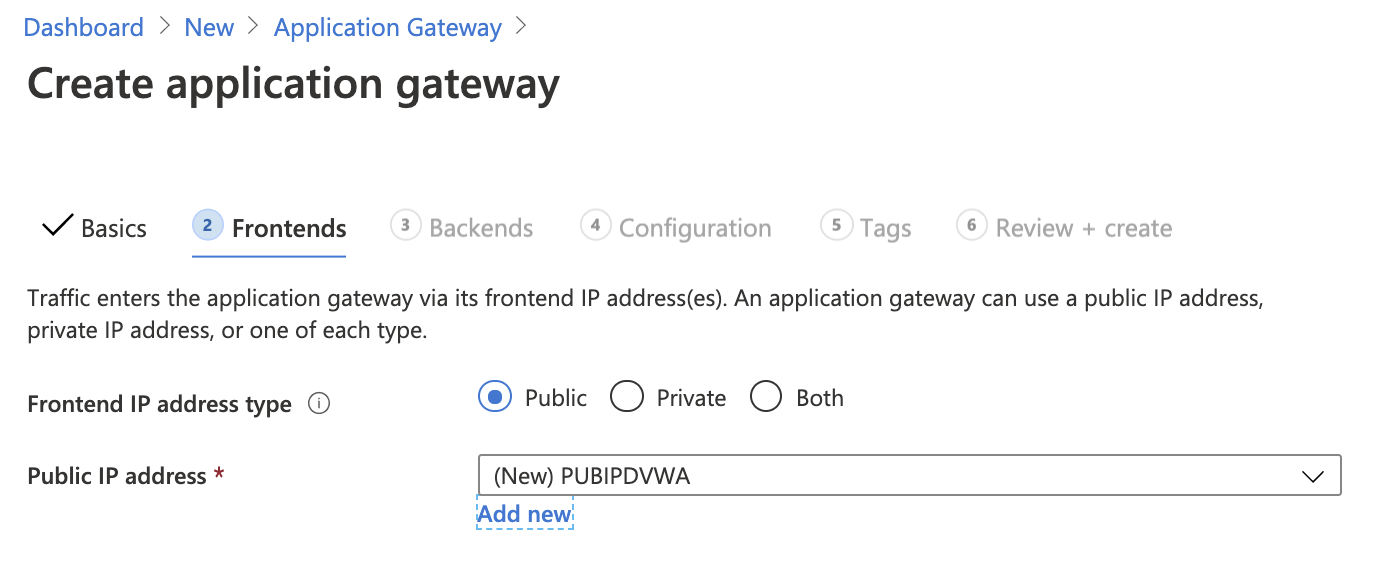 Dashboard > New > Application Gateway >
Create application gateway
Basics 2 Frontends 3 Backends 4 Configuration 5 Tags 6 Review + create
Traffic enters the application gateway via its frontend IP address(es). An application gateway can use a public IP address,
private IP address, or one of each type.
Frontend IP address type Public Private Both
Public IP address * (New) PUBIPDVWA
Add new